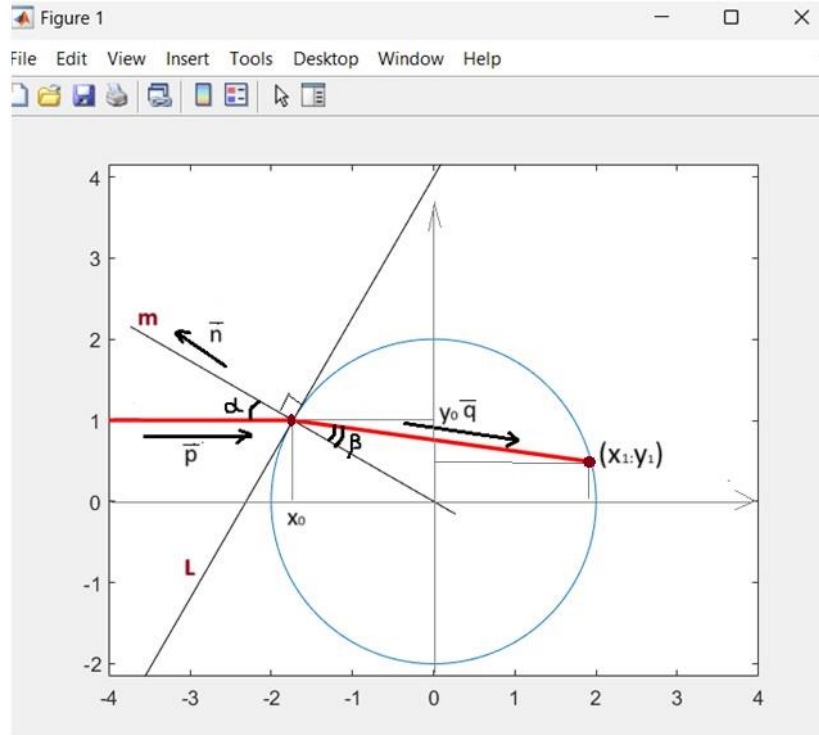 Figure 1
File Edit View Insert Tools Desktop Window Help
4
3
m
n̅
2
α
1
y₀ q̅
p̅
β
(x₁:y₁)
0
x₀
L
-1
-2
-4 -3 -2 -1 0 1 2 3 4